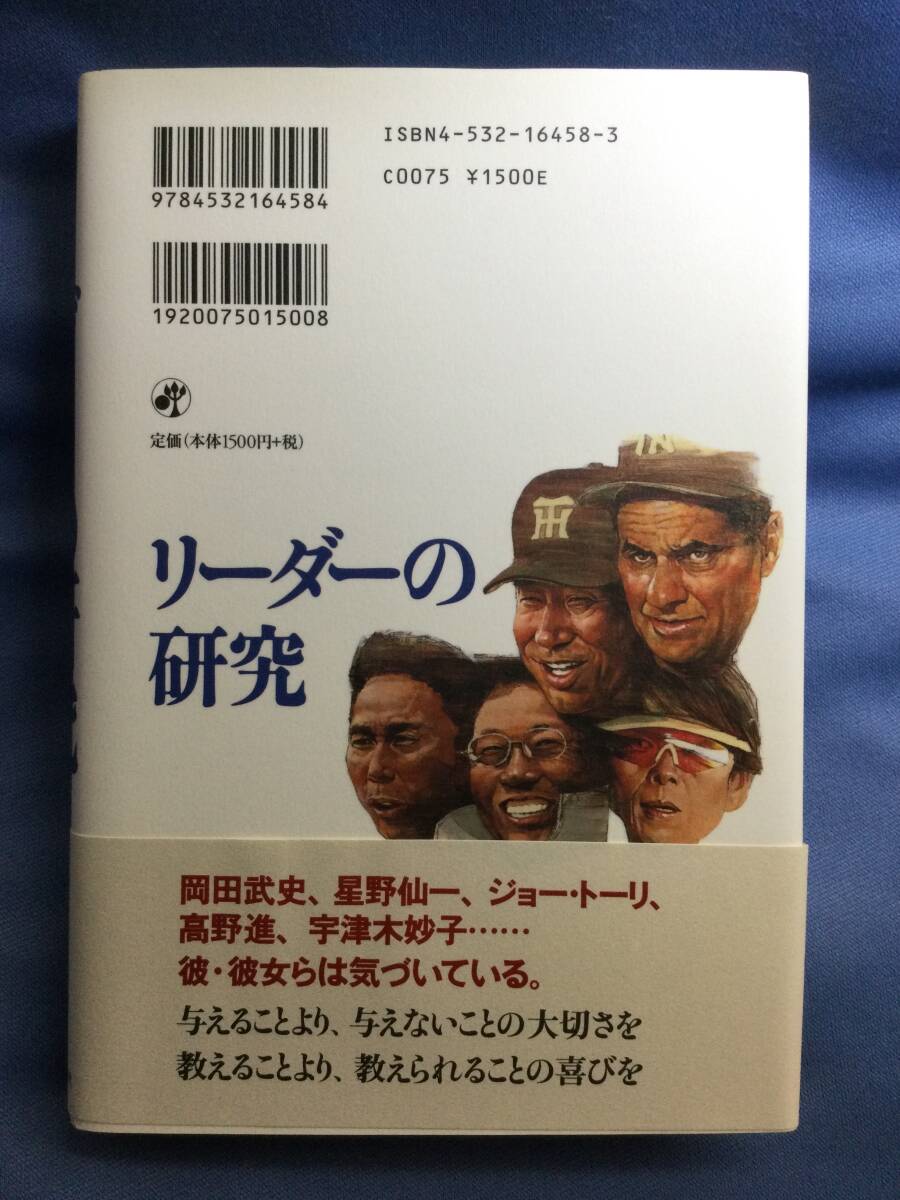 ISBN4-532-16458-3
C0075 ¥1500E
9784532164584
1920075015008
定価(本体1500円+税)
リーダーの
研究
TH
IN
岡田武史、星野仙一、ジョー・トーリ、
高野進、宇津木妙子……
彼・彼女らは気づいている。
与えることより、与えないことの大切さを
教えることより、教えられることの喜びを